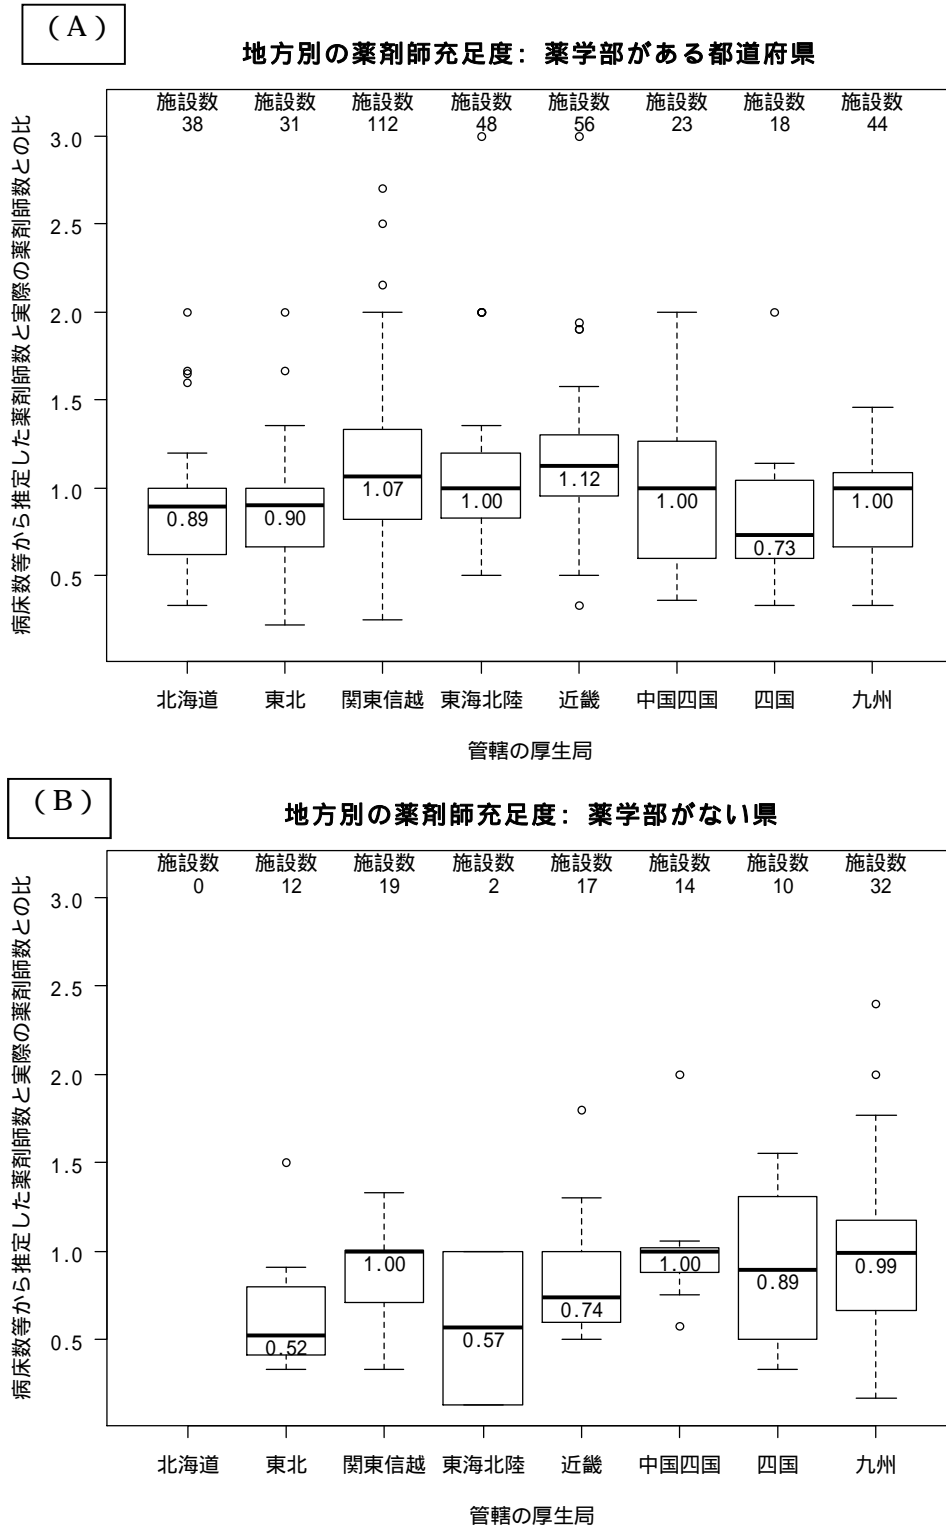 (A)
地方別の薬剤師充足度: 薬学部がある都道府県
施設数 施設数 施設数 施設数 施設数 施設数 施設数 施設数
38 31 112 48 56 23 18 44
病床数等から推定した薬剤師数と実際の薬剤師数との比
3.0
2.5
2.0
1.5
1.0
0.5
0.89 0.90 1.07 1.00 1.12 1.00 0.73 1.00
北海道 東北 関東信越 東海北陸 近畿 中国四国 四国 九州
管轄の厚生局
(B)
地方別の薬剤師充足度: 薬学部がない県
施設数 施設数 施設数 施設数 施設数 施設数 施設数 施設数
0 12 19 2 17 14 10 32
病床数等から推定した薬剤師数と実際の薬剤師数との比
3.0
2.5
2.0
1.5
1.0
0.5
0.52 1.00 0.57 0.74 1.00 0.89 0.99
北海道 東北 関東信越 東海北陸 近畿 中国四国 四国 九州
管轄の厚生局